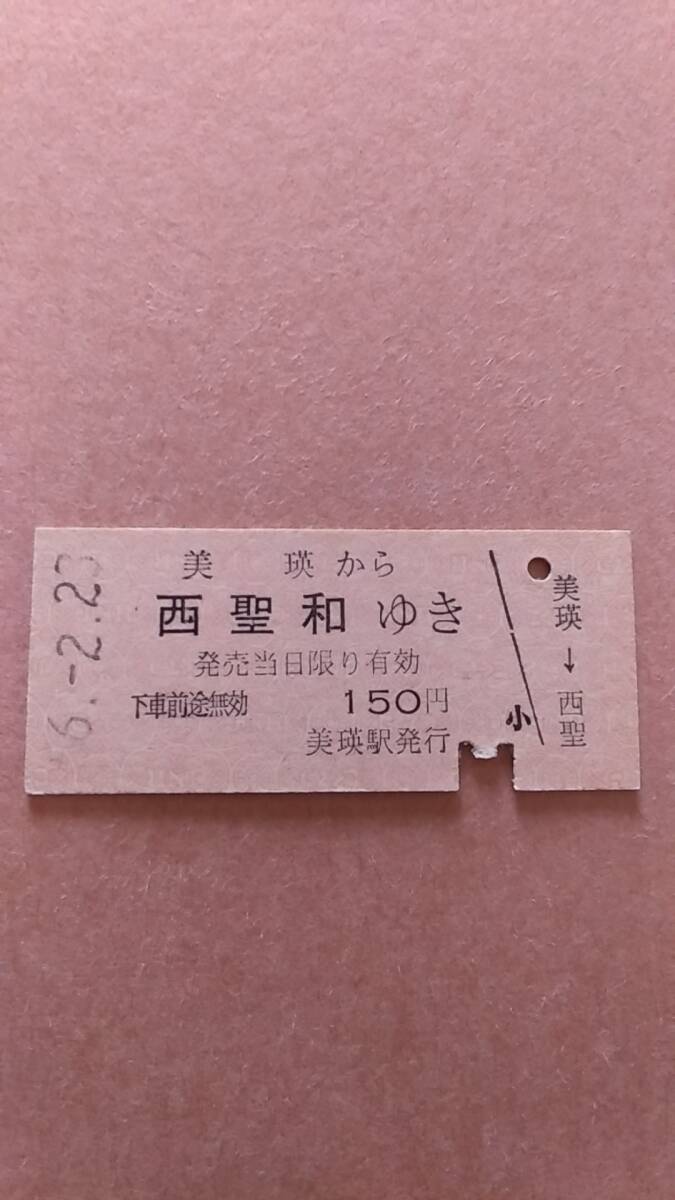 美瑛から
西聖和ゆき
発売当日限り有効
下車前途無効 150円
美瑛駅発行
小
美瑛→西聖
6.-2.2